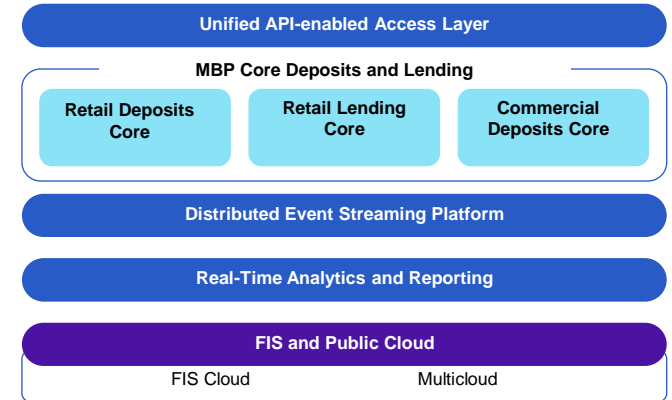 Unified API-enabled Access Layer
MBP Core Deposits and Lending
Retail Deposits
Core
Retail Lending
Core
Commercial
Deposits Core
Distributed Event Streaming Platform
Real-Time Analytics and Reporting
FIS and Public Cloud
FIS Cloud
Multicloud